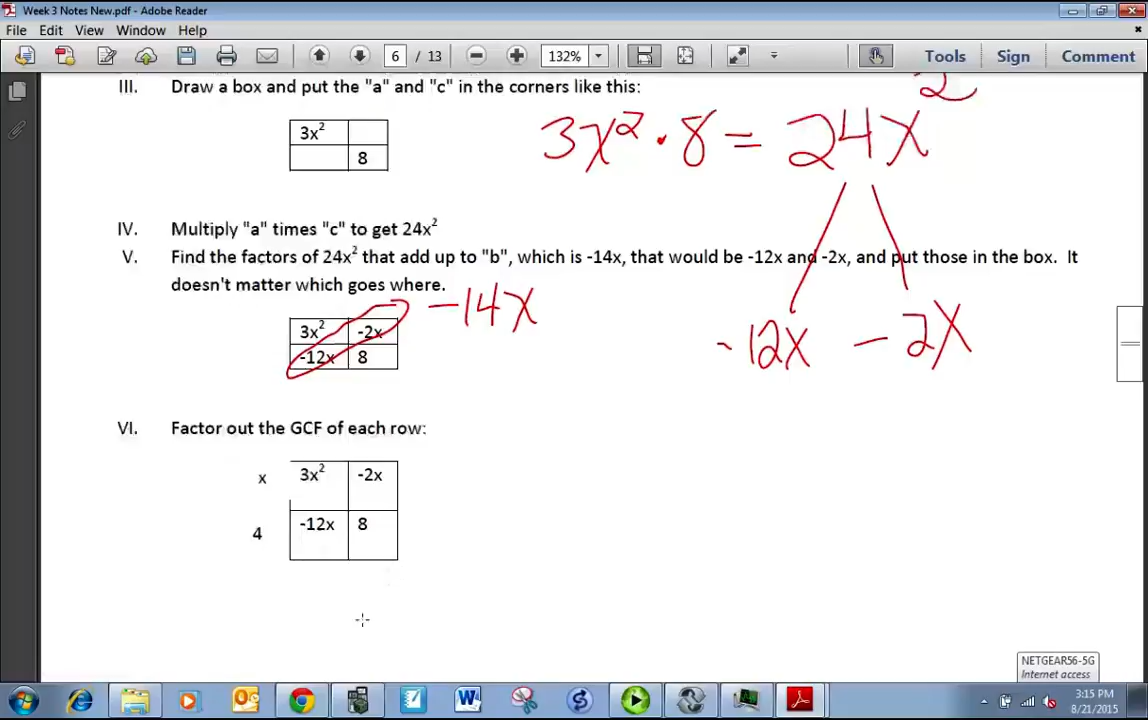 Week 3 Notes New.pdf - Adobe Reader
File Edit View Window Help
6 / 13 132% Tools Sign Comment
III. Draw a box and put the "a" and "c" in the corners like this:
2
3x²
8
3x² · 8 = 24x
IV. Multiply "a" times "c" to get 24x²
V. Find the factors of 24x² that add up to "b", which is -14x, that would be -12x and -2x, and put those in the box. It
doesn't matter which goes where.
-14x
3x² -2x
-12x 8
-12x -2x
VI. Factor out the GCF of each row:
x 3x² -2x
4 -12x 8
NETGEAR56-5G
Internet access
3:15 PM
8/21/2015